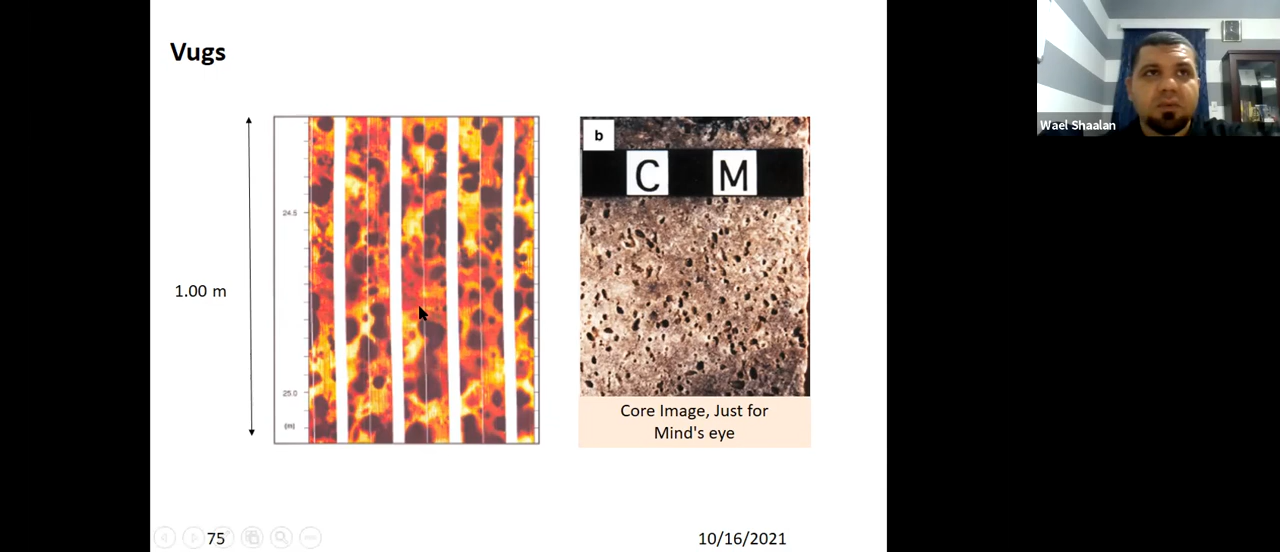 Vugs
1.00 m
24.5
25.0
(m)
b
C M
Core Image, Just for
Mind's eye
75
10/16/2021
Wael Shaalan